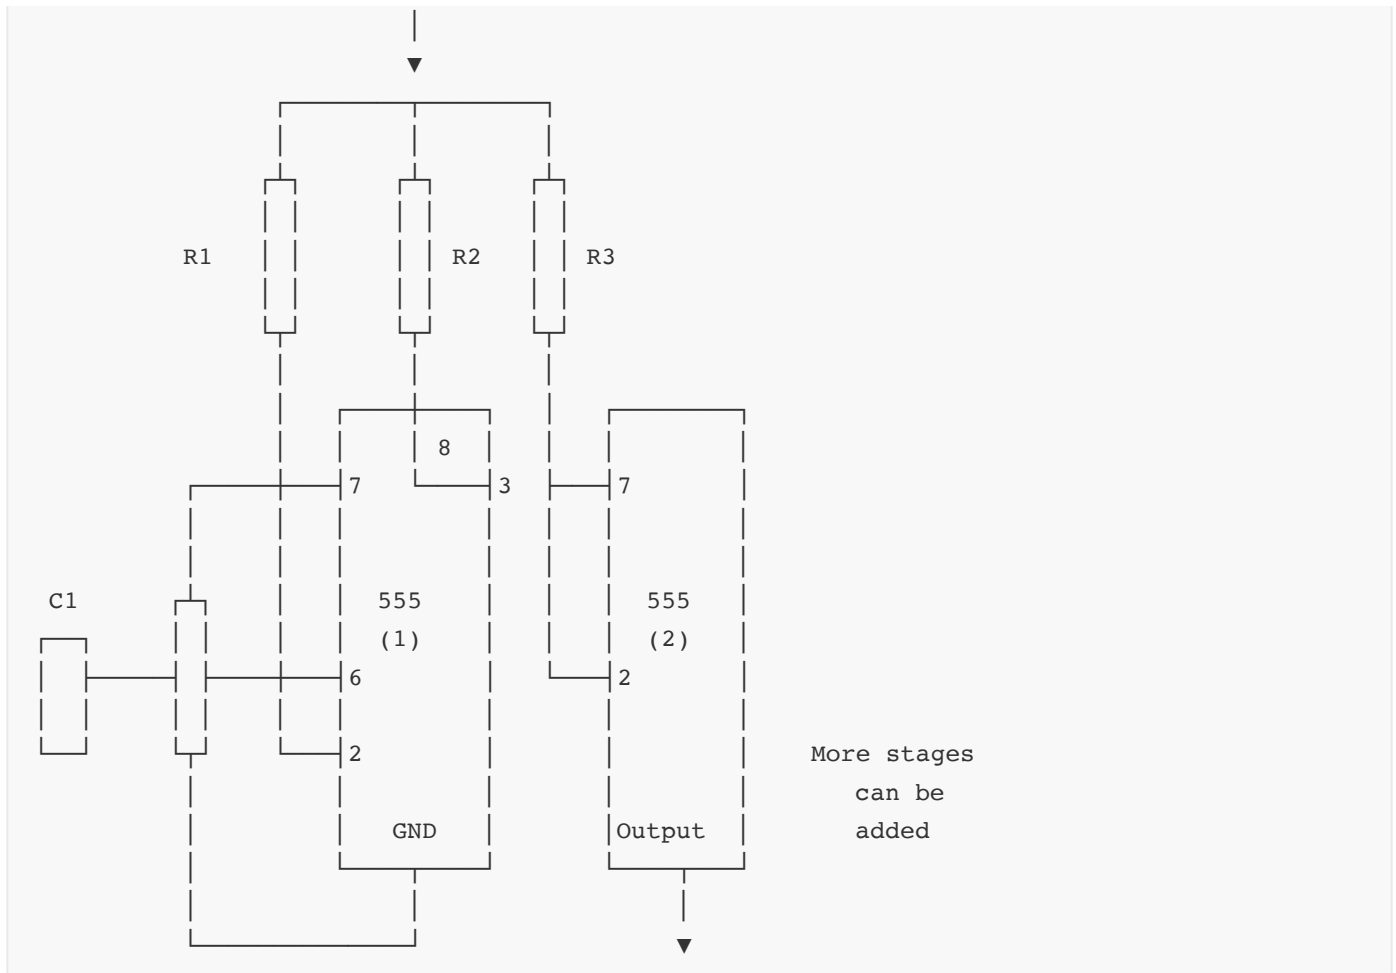 R1
R2
R3
8
7
3
7
C1
555
555
(1)
(2)
6
2
2
More stages
can be
GND
Output
added